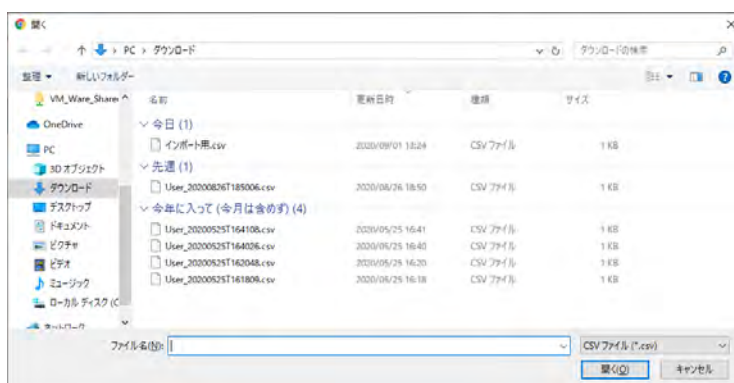 開く
PC > ダウンロード
ダウンロードの検索
整理 新しいフォルダー
名前 更新日時 種類 サイズ
VM_Ware_Share
OneDrive
PC
3D オブジェクト
ダウンロード
デスクトップ
ドキュメント
ピクチャ
ビデオ
ミュージック
ローカル ディスク (C
ネットワーク
今日 (1)
インポート用.csv 2020/09/01 18:24 CSV ファイル 1 KB
先週 (1)
User_20200826T185006.csv 2020/08/26 18:50 CSV ファイル 1 KB
今年に入って (今月は含めず) (4)
User_20200525T164108.csv 2020/05/25 16:41 CSV ファイル 1 KB
User_20200525T164026.csv 2020/05/25 16:40 CSV ファイル 1 KB
User_20200525T162048.csv 2020/05/25 16:20 CSV ファイル 1 KB
User_20200525T161809.csv 2020/05/25 16:18 CSV ファイル 1 KB
ファイル名(N): CSV ファイル (*.csv)
開く(O) キャンセル